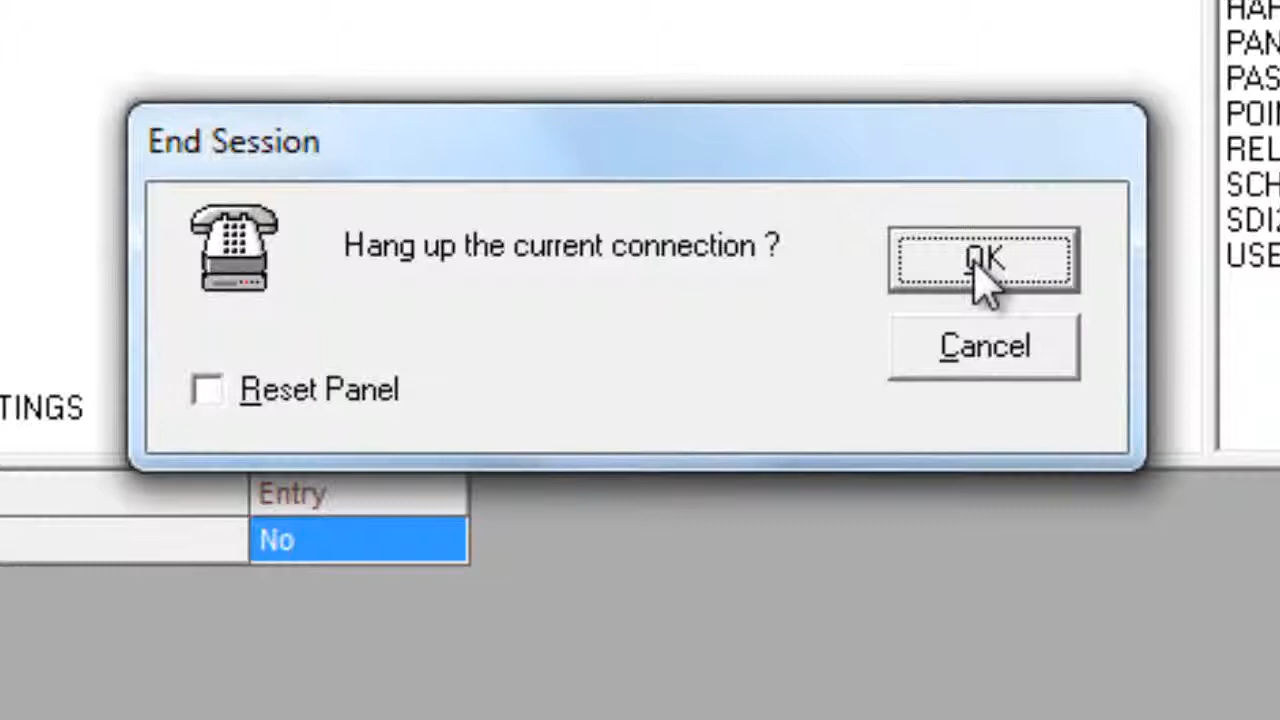 End Session
Hang up the current connection ?
OK
Cancel
Reset Panel
TINGS
Entry
No
PAN
PAS
POI
REL
SCH
SDI2
USE